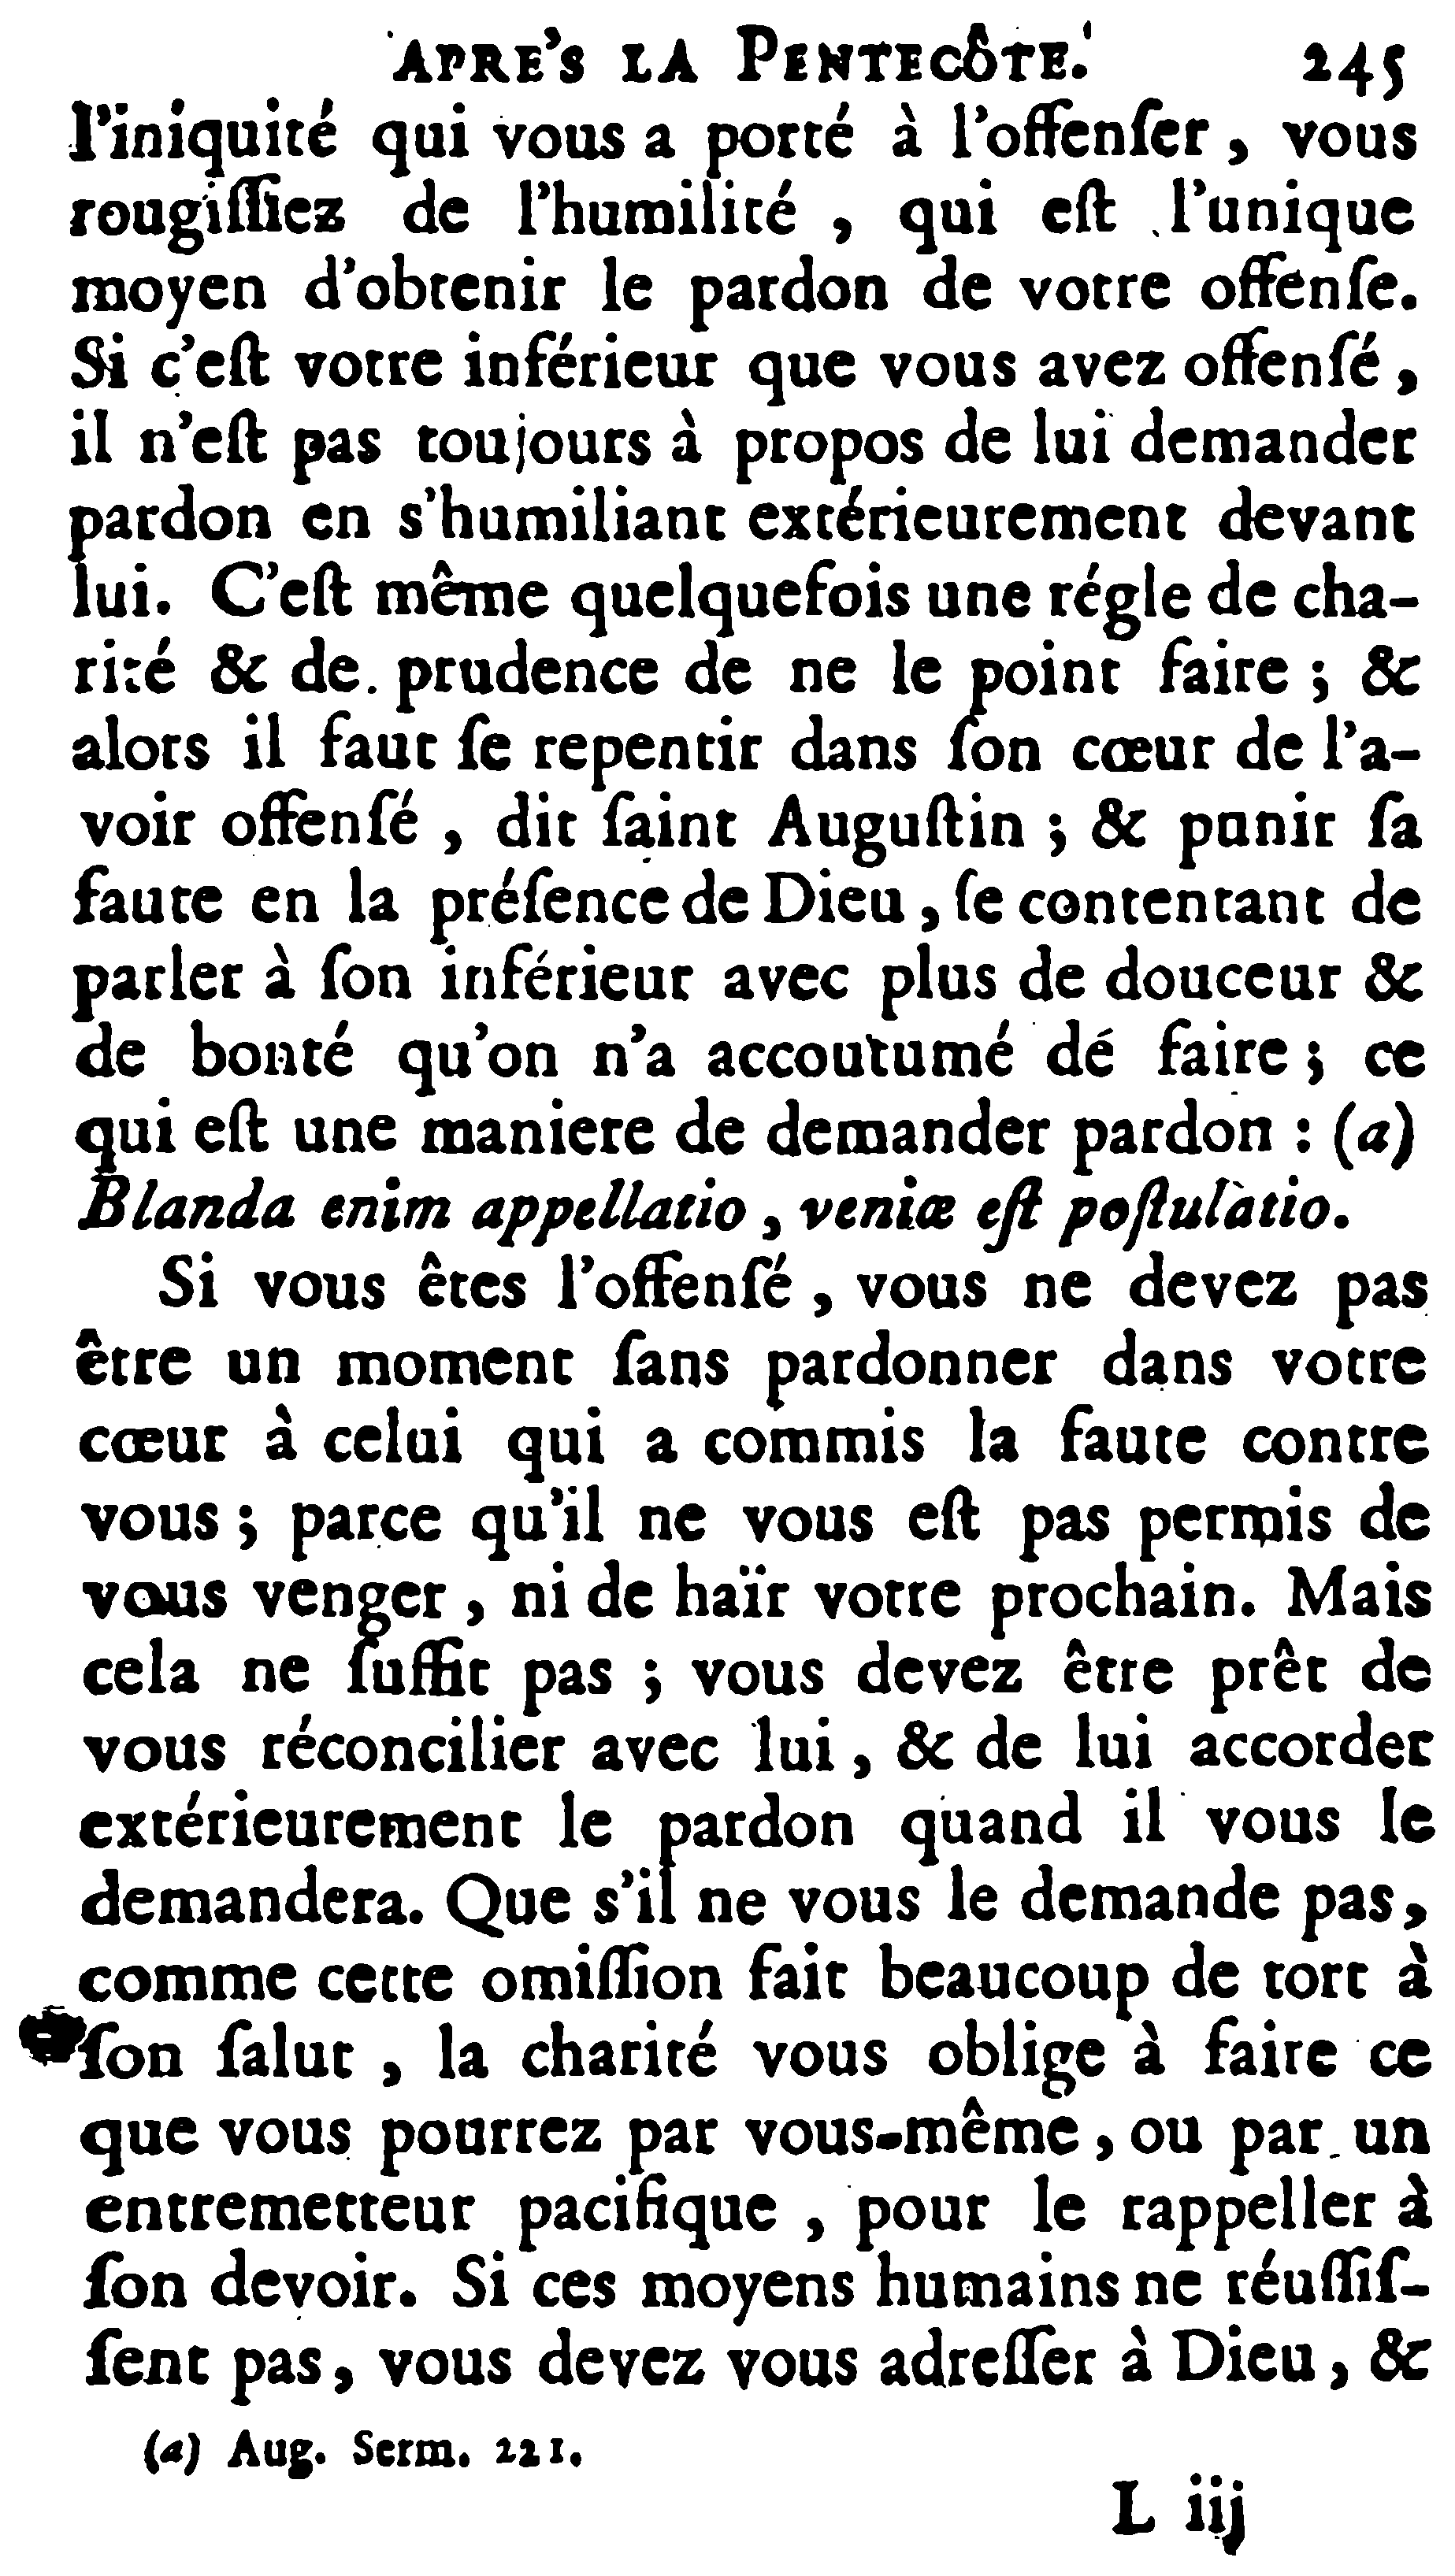 APRE'S LA PENTECÔTE. 245
l'iniquité qui vous a porté à l'offenſer, vous
rougiſſiez de l'humilité, qui eſt l'unique
moyen d'obtenir le pardon de votre offenſe.
Si c'eſt votre inférieur que vous avez offenſé,
il n'eſt pas toujours à propos de lui demander
pardon en s'humiliant extérieurement devant
lui. C'eſt même quelquefois une régle de cha-
rité & de prudence de ne le point faire; &
alors il faut ſe repentir dans ſon cœur de l'a-
voir offenſé, dit ſaint Auguſtin; & punir ſa
faute en la préſence de Dieu, ſe contentant de
parler à ſon inférieur avec plus de douceur &
de bonté qu'on n'a accoutumé dé faire; ce
qui eſt une maniere de demander pardon: (a)
Blanda enim appellatio, veniæ eſt poſtulatio.
Si vous êtes l'offenſé, vous ne devez pas
être un moment ſans pardonner dans votre
cœur à celui qui a commis la faute contre
vous; parce qu'il ne vous eſt pas permis de
vous venger, ni de haïr votre prochain. Mais
cela ne ſuffit pas; vous devez être prêt de
vous réconcilier avec lui, & de lui accorder
extérieurement le pardon quand il vous le
demandera. Que s'il ne vous le demande pas,
comme cette omiſſion fait beaucoup de tort à
ſon ſalut, la charité vous oblige à faire ce
que vous pourrez par vous-même, ou par un
entremetteur pacifique, pour le rappeller à
ſon devoir. Si ces moyens humains ne réuſſiſ-
ſent pas, vous devez vous adreſſer à Dieu, &
(a) Aug. Serm. 221.
L iij